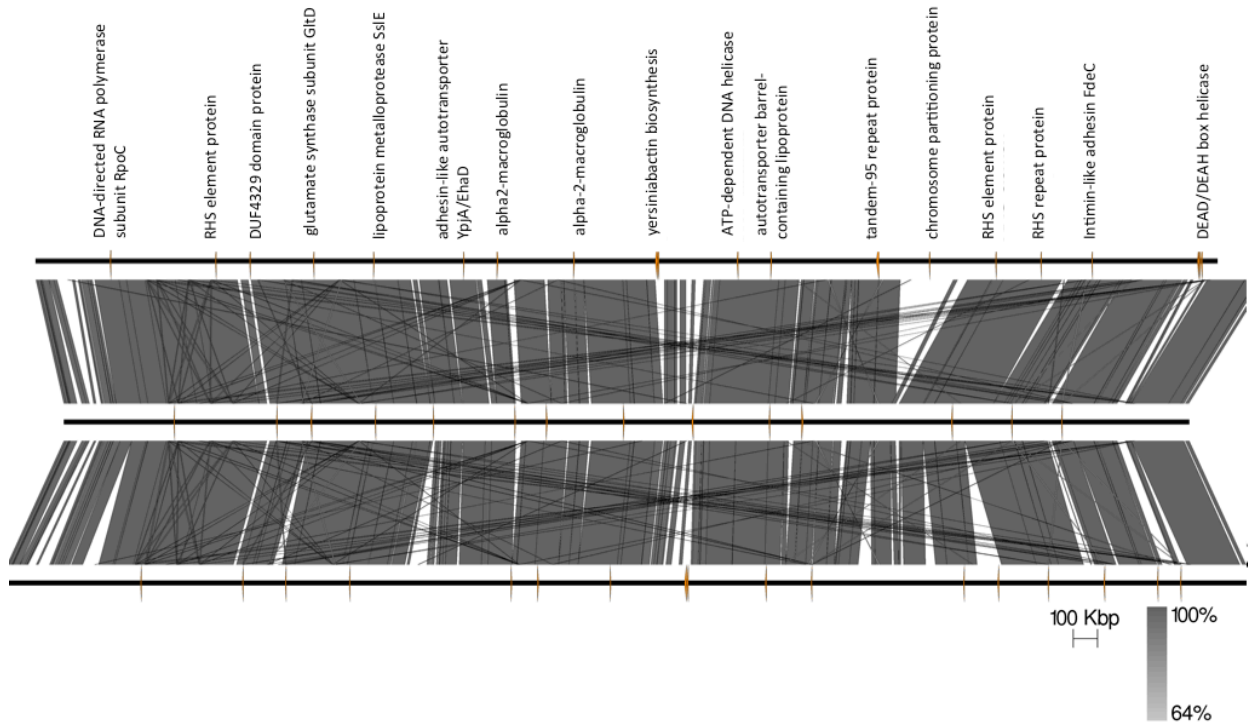 DNA-directed RNA polymerase
subunit RpoC
RHS element protein
DUF4329 domain protein
glutamate synthase subunit GltD
lipoprotein metalloprotease SslE
adhesin-like autotransporter
YpjA/EhaD
alpha2-macroglobulin
alpha-2-macroglobulin
yersiniabactin biosynthesis
ATP-dependent DNA helicase
autotransporter barrel-
containing lipoprotein
tandem-95 repeat protein
chromosome partitioning protein
RHS element protein
RHS repeat protein
Intimin-like adhesin FdeC
DEAD/DEAH box helicase
100 Kbp
100%
64%